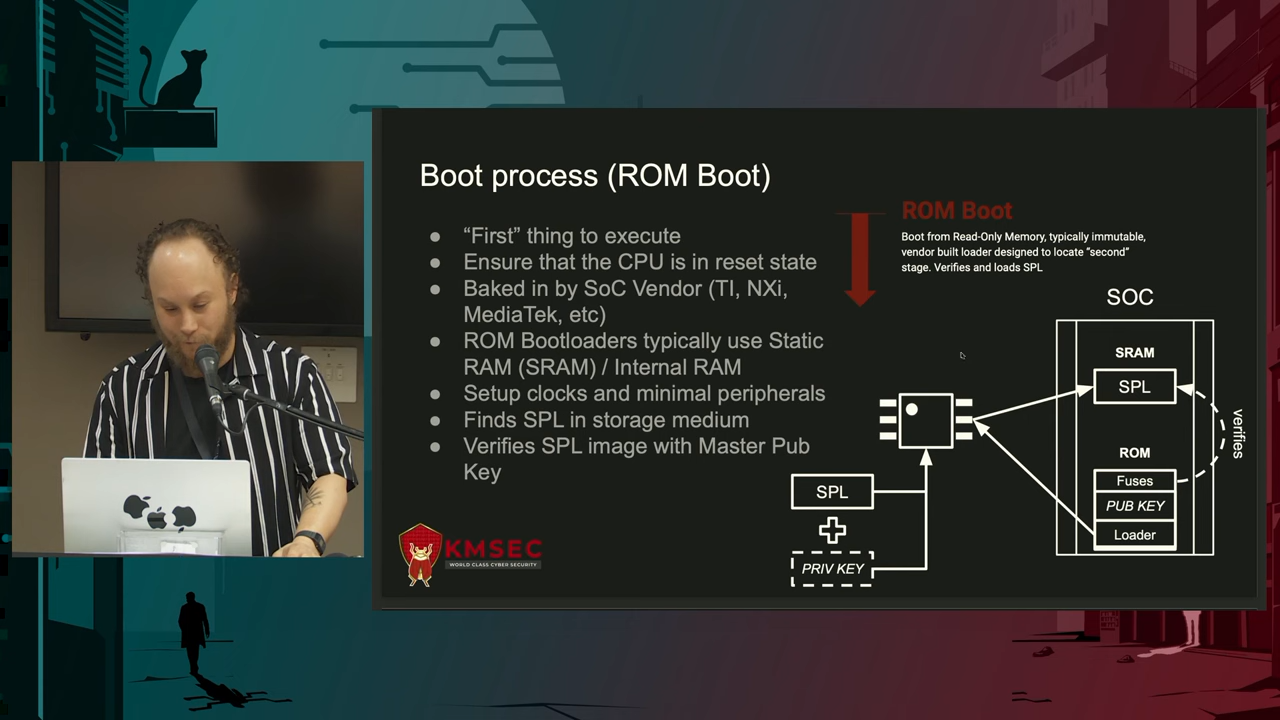 Boot process (ROM Boot)
● “First” thing to execute
● Ensure that the CPU is in reset state
● Baked in by SoC Vendor (TI, NXi,
MediaTek, etc)
● ROM Bootloaders typically use Static
RAM (SRAM) / Internal RAM
● Setup clocks and minimal peripherals
● Finds SPL in storage medium
● Verifies SPL image with Master Pub
Key
ROM Boot
Boot from Read-Only Memory, typically immutable,
vendor built loader designed to locate “second”
stage. Verifies and loads SPL
SOC
SRAM
SPL
verifies
ROM
Fuses
PUB KEY
Loader
SPL
PRIV KEY
KMSEC
WORLD CLASS CYBER SECURITY